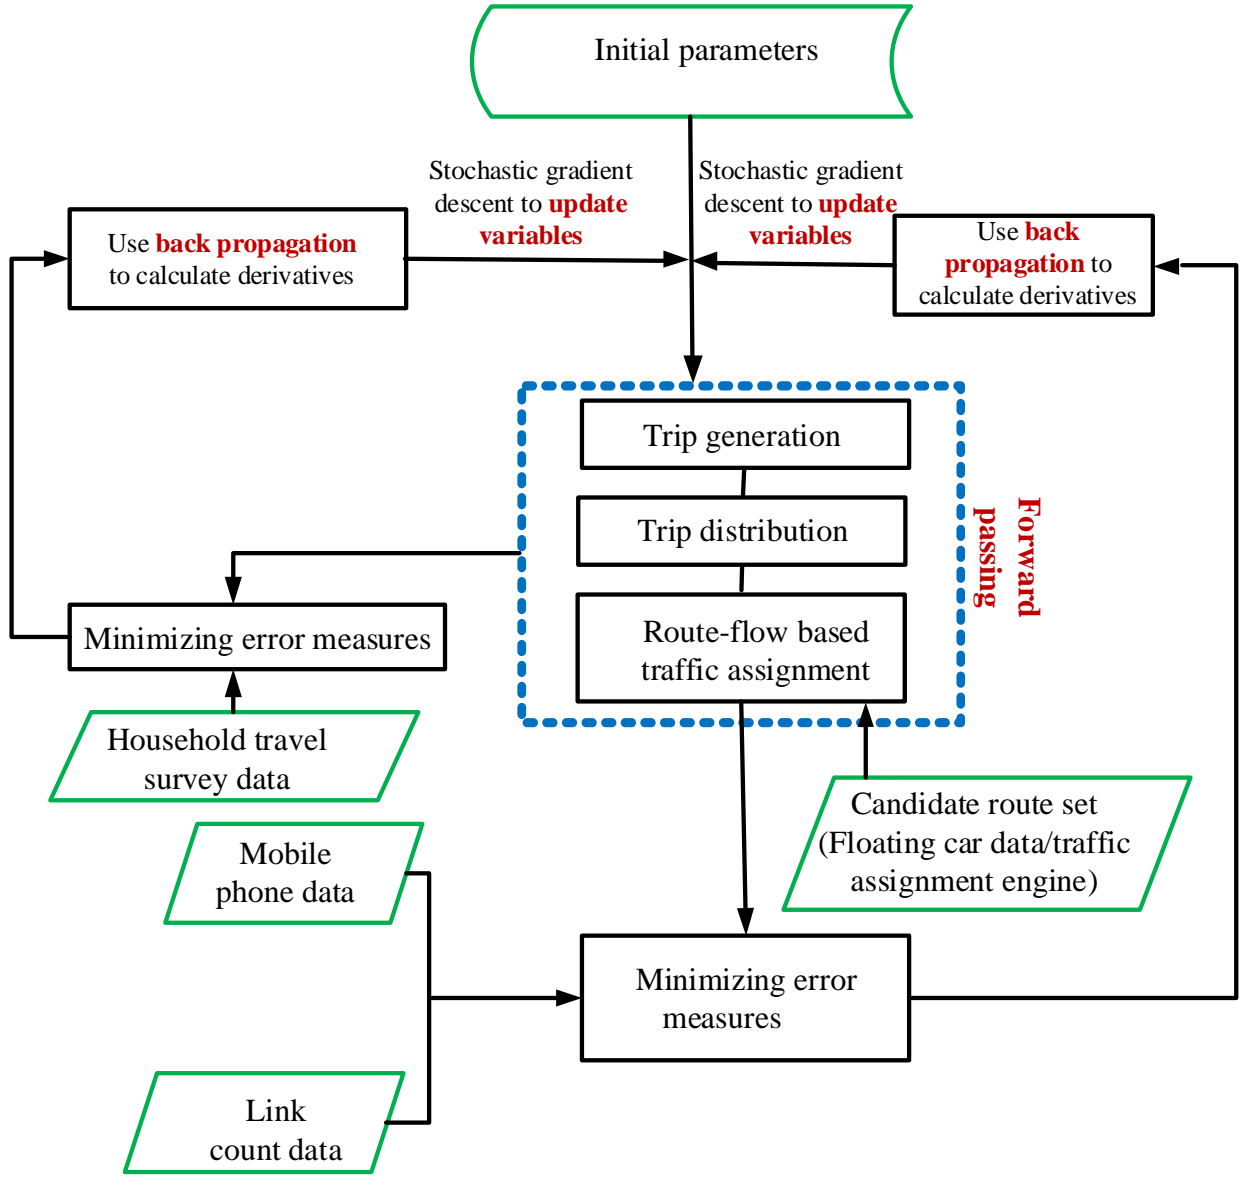 Initial parameters
Stochastic gradient
descent to update
variables
Stochastic gradient
descent to update
variables
Use back propagation
to calculate derivatives
Use back
propagation to
calculate derivatives
Trip generation
Trip distribution
Route-flow based
traffic assignment
Forward
passing
Minimizing error measures
Household travel
survey data
Candidate route set
(Floating car data/traffic
assignment engine)
Mobile
phone data
Minimizing error
measures
Link
count data